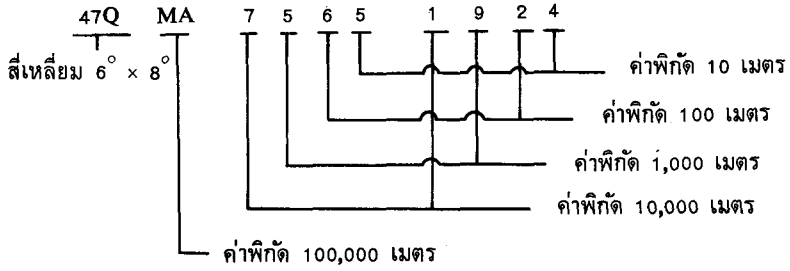 47Q MA 7 5 6 5 1 9 2 4
สี่เหลี่ยม 6° × 8°
ค่าพิกัด 10 เมตร
ค่าพิกัด 100 เมตร
ค่าพิกัด 1,000 เมตร
ค่าพิกัด 10,000 เมตร
ค่าพิกัด 100,000 เมตร